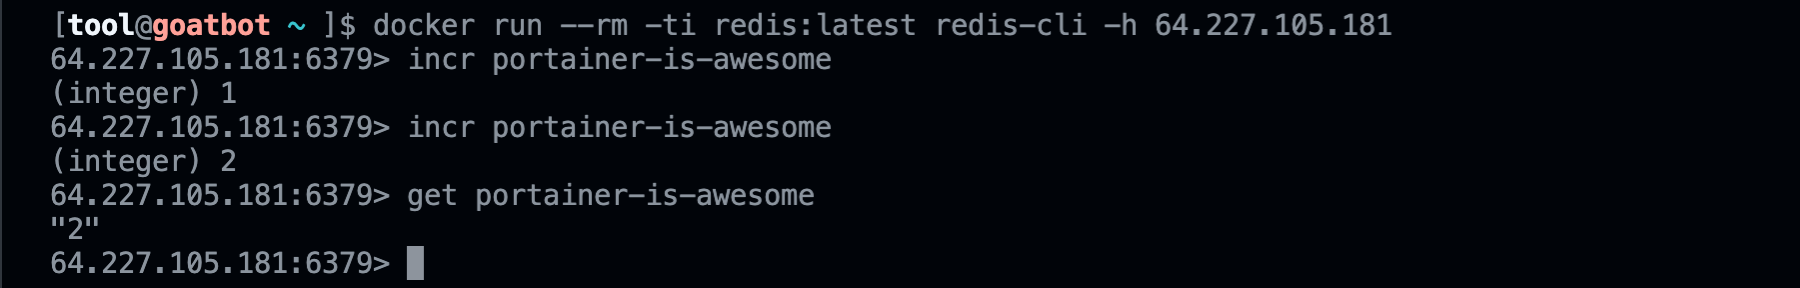 [tool@goatbot ~ ]$ docker run --rm -ti redis:latest redis-cli -h 64.227.105.181
64.227.105.181:6379> incr portainer-is-awesome
(integer) 1
64.227.105.181:6379> incr portainer-is-awesome
(integer) 2
64.227.105.181:6379> get portainer-is-awesome
"2"
64.227.105.181:6379>